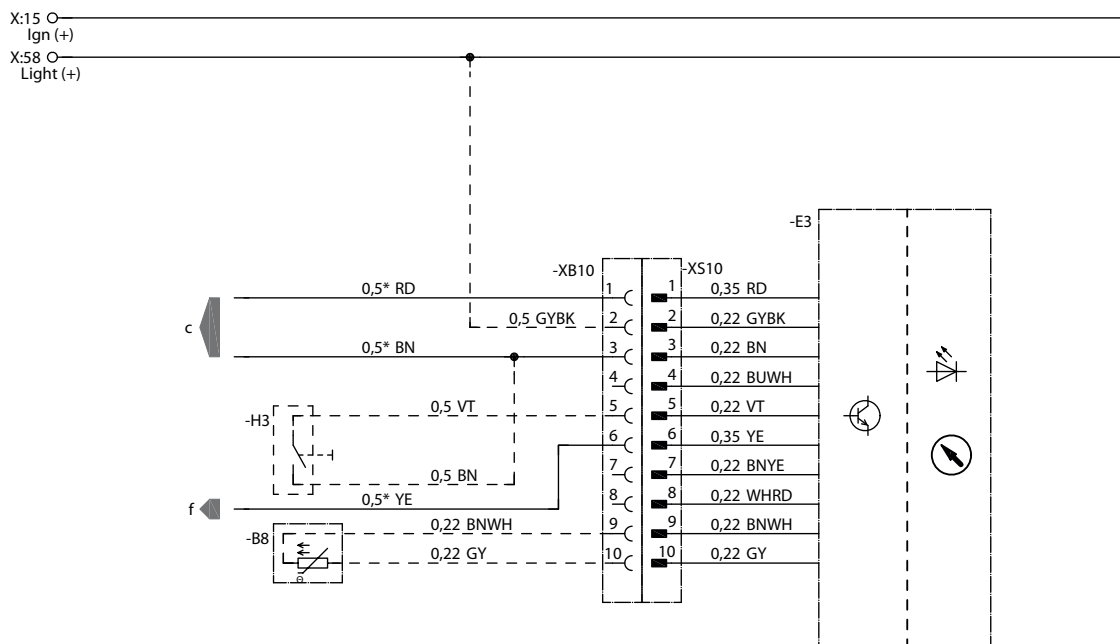 X:15
Ign (+)
X:58
Light (+)
-E3
-XB10
-XS10
c
0,5* RD
1
1
0,35 RD
0,5 GYBK
2
2
0,22 GYBK
0,5* BN
3
3
0,22 BN
4
4
0,22 BUWH
-H3
0,5 VT
5
5
0,22 VT
6
6
0,35 YE
0,5 BN
7
7
0,22 BNYE
f
0,5* YE
8
8
0,22 WHRD
-B8
0,22 BNWH
9
9
0,22 BNWH
0,22 GY
10
10
0,22 GY
Θ